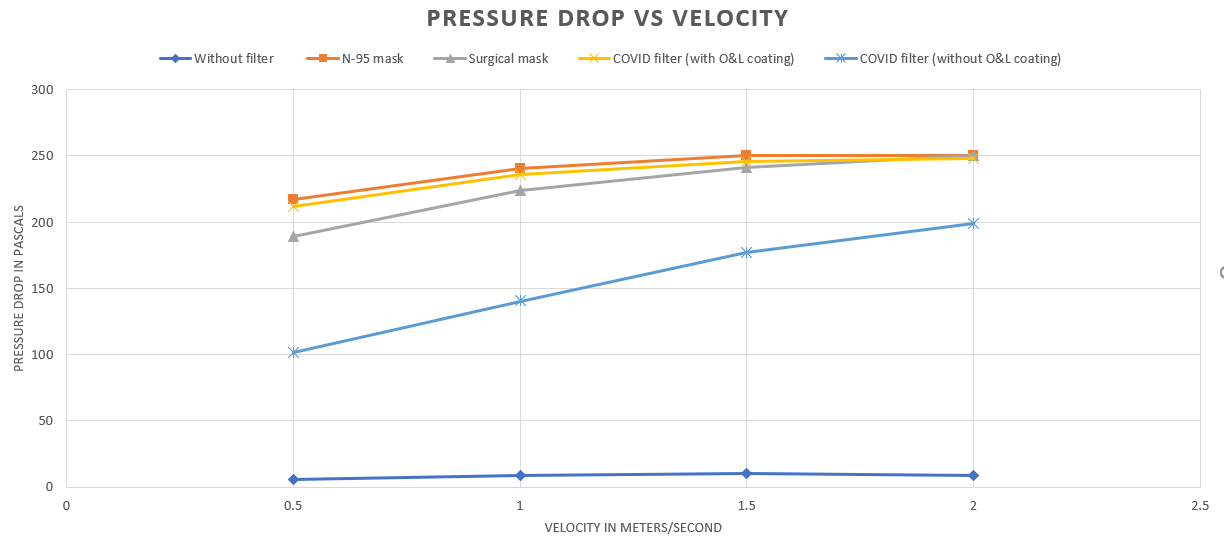 PRESSURE DROP VS VELOCITY
Without filter N-95 mask Surgical mask COVID filter (with O&L coating) COVID filter (without O&L coating)
300
250
200
150
100
50
0
PRESSURE DROP IN PASCALS
0 0.5 1 1.5 2 2.5
VELOCITY IN METERS/SECOND